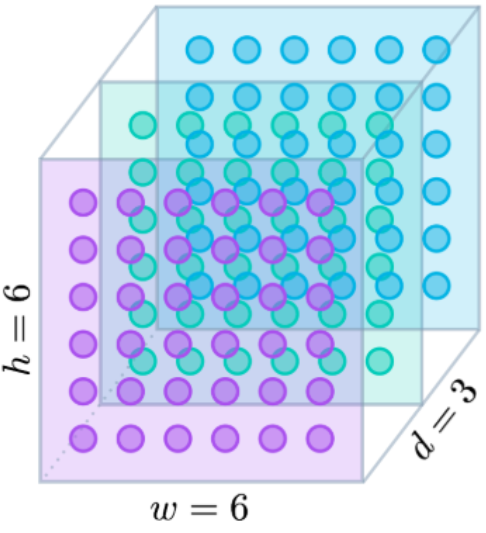 h = 6
w = 6
d = 3